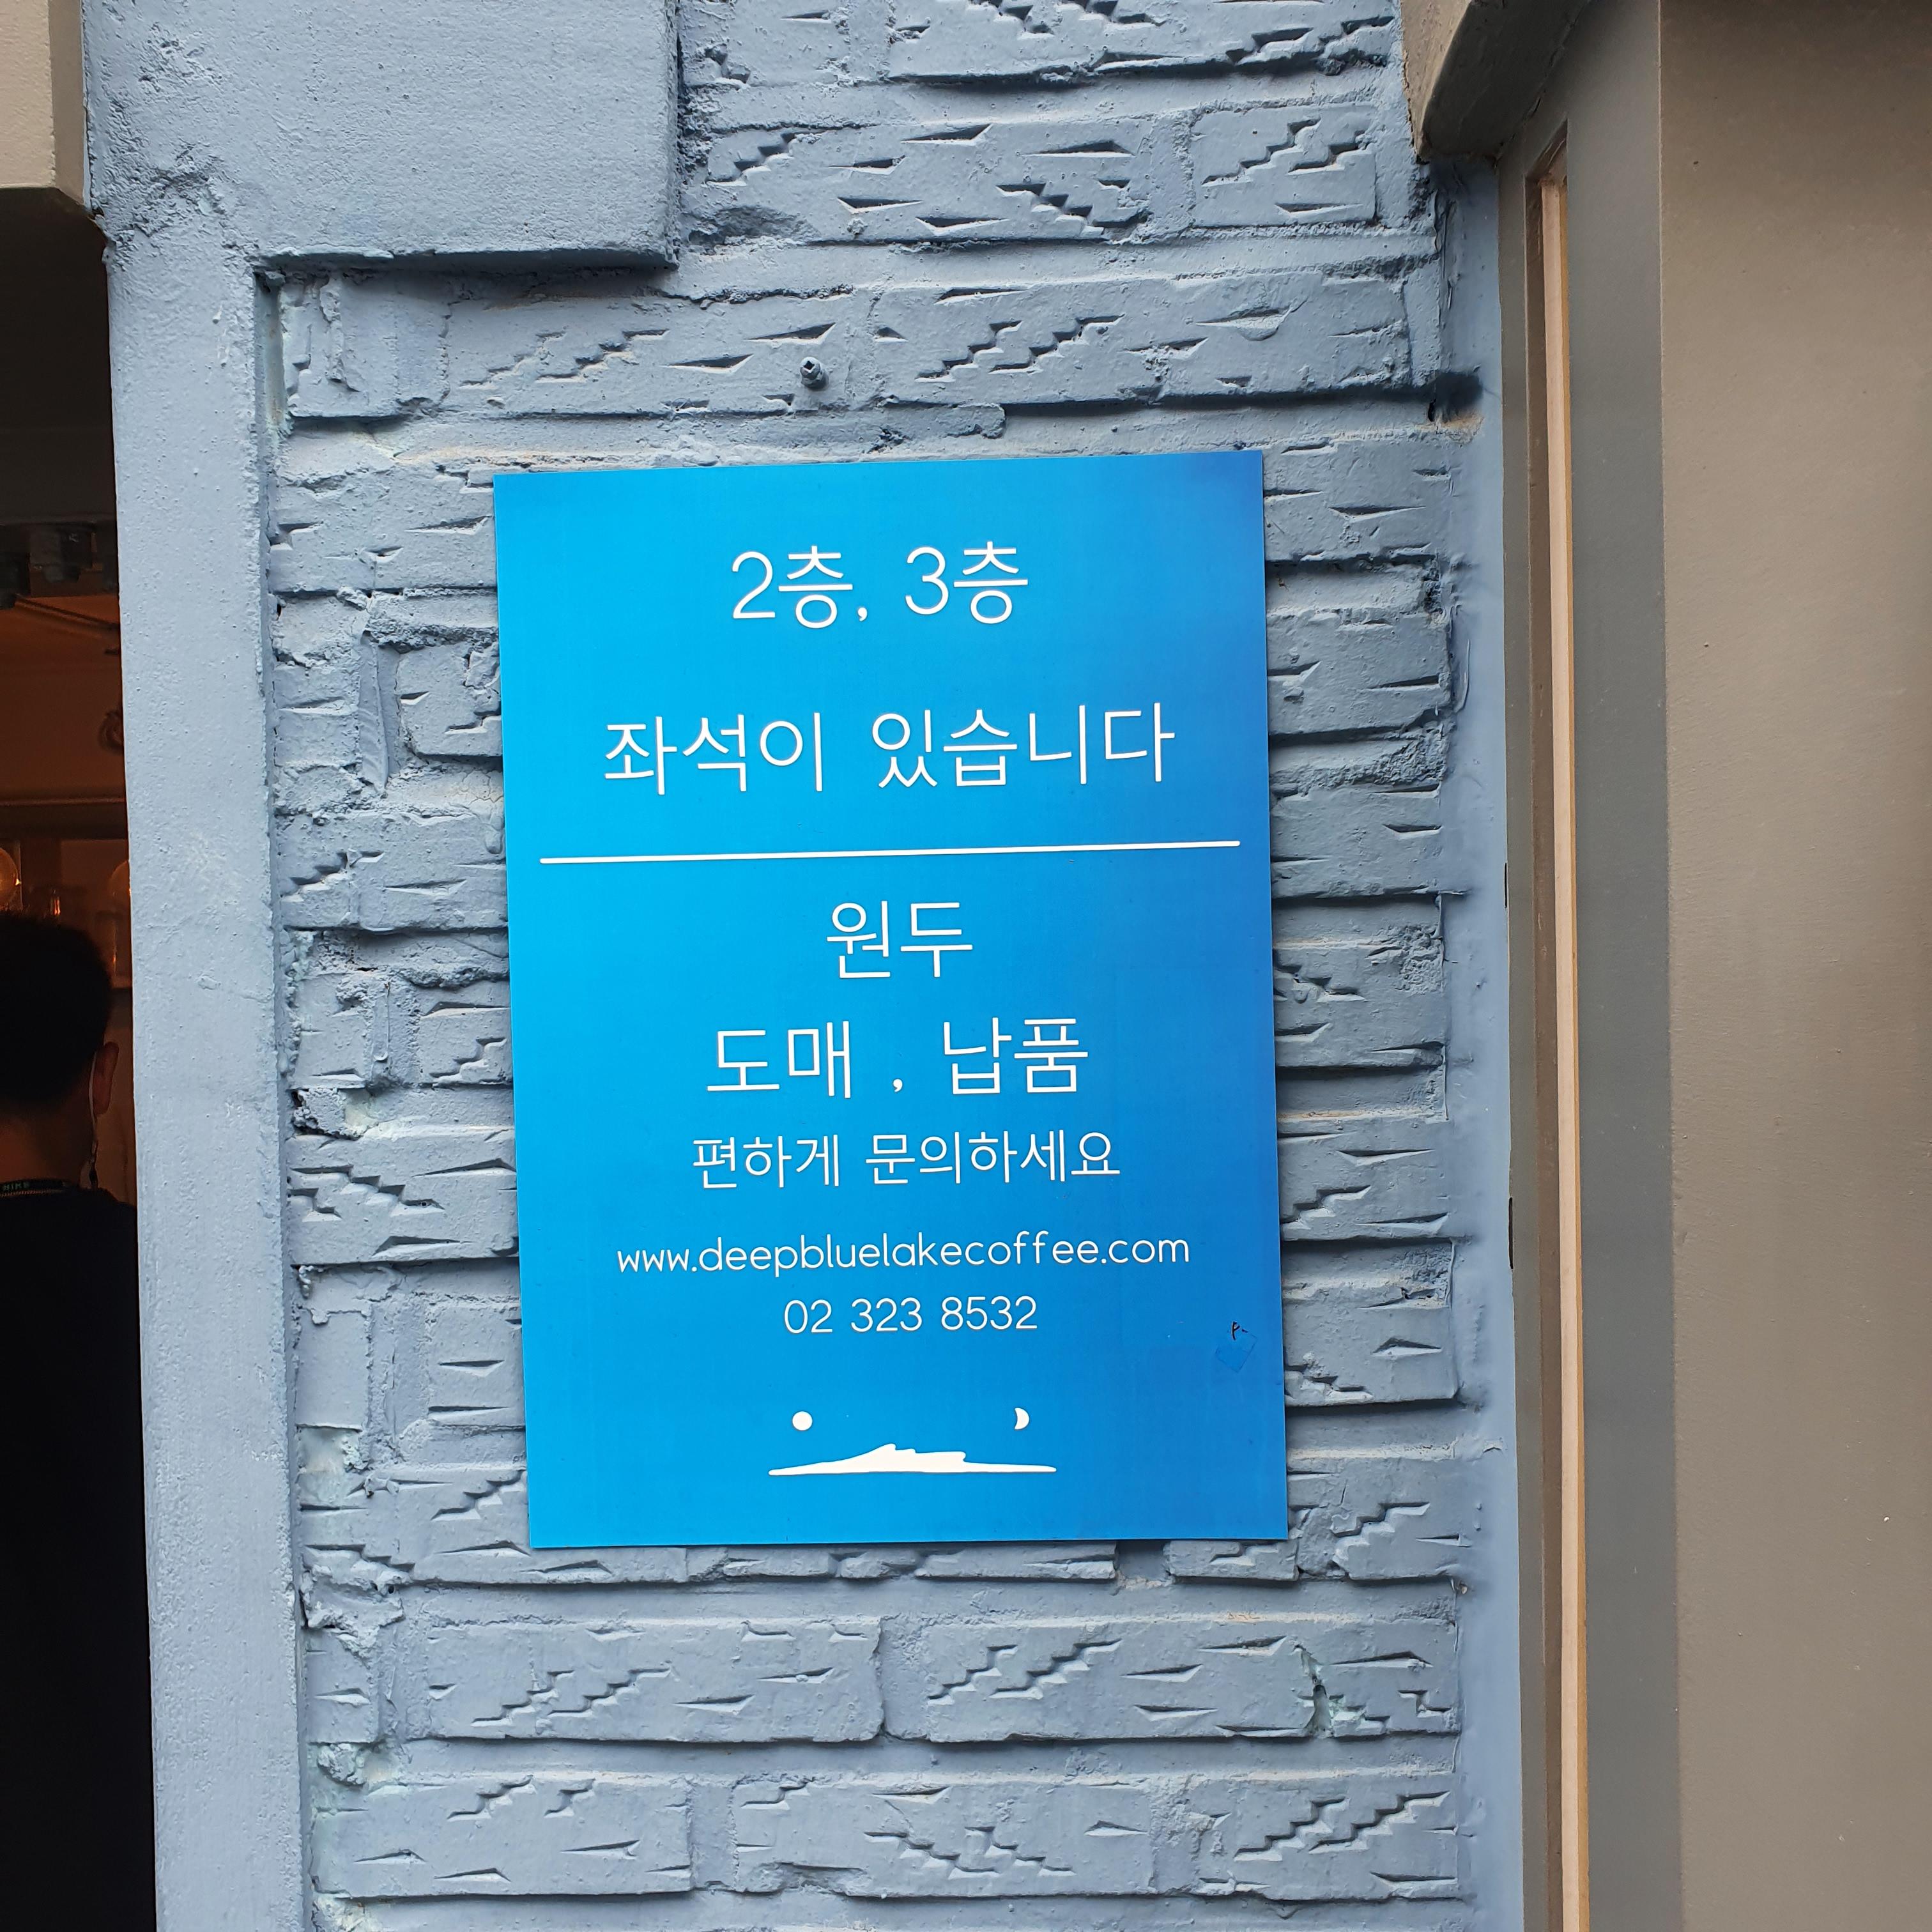 2층, 3층
좌석이 있습니다
원두
도매 , 납품
편하게 문의하세요
www.deepbluelakecoffee.com
02 323 8532